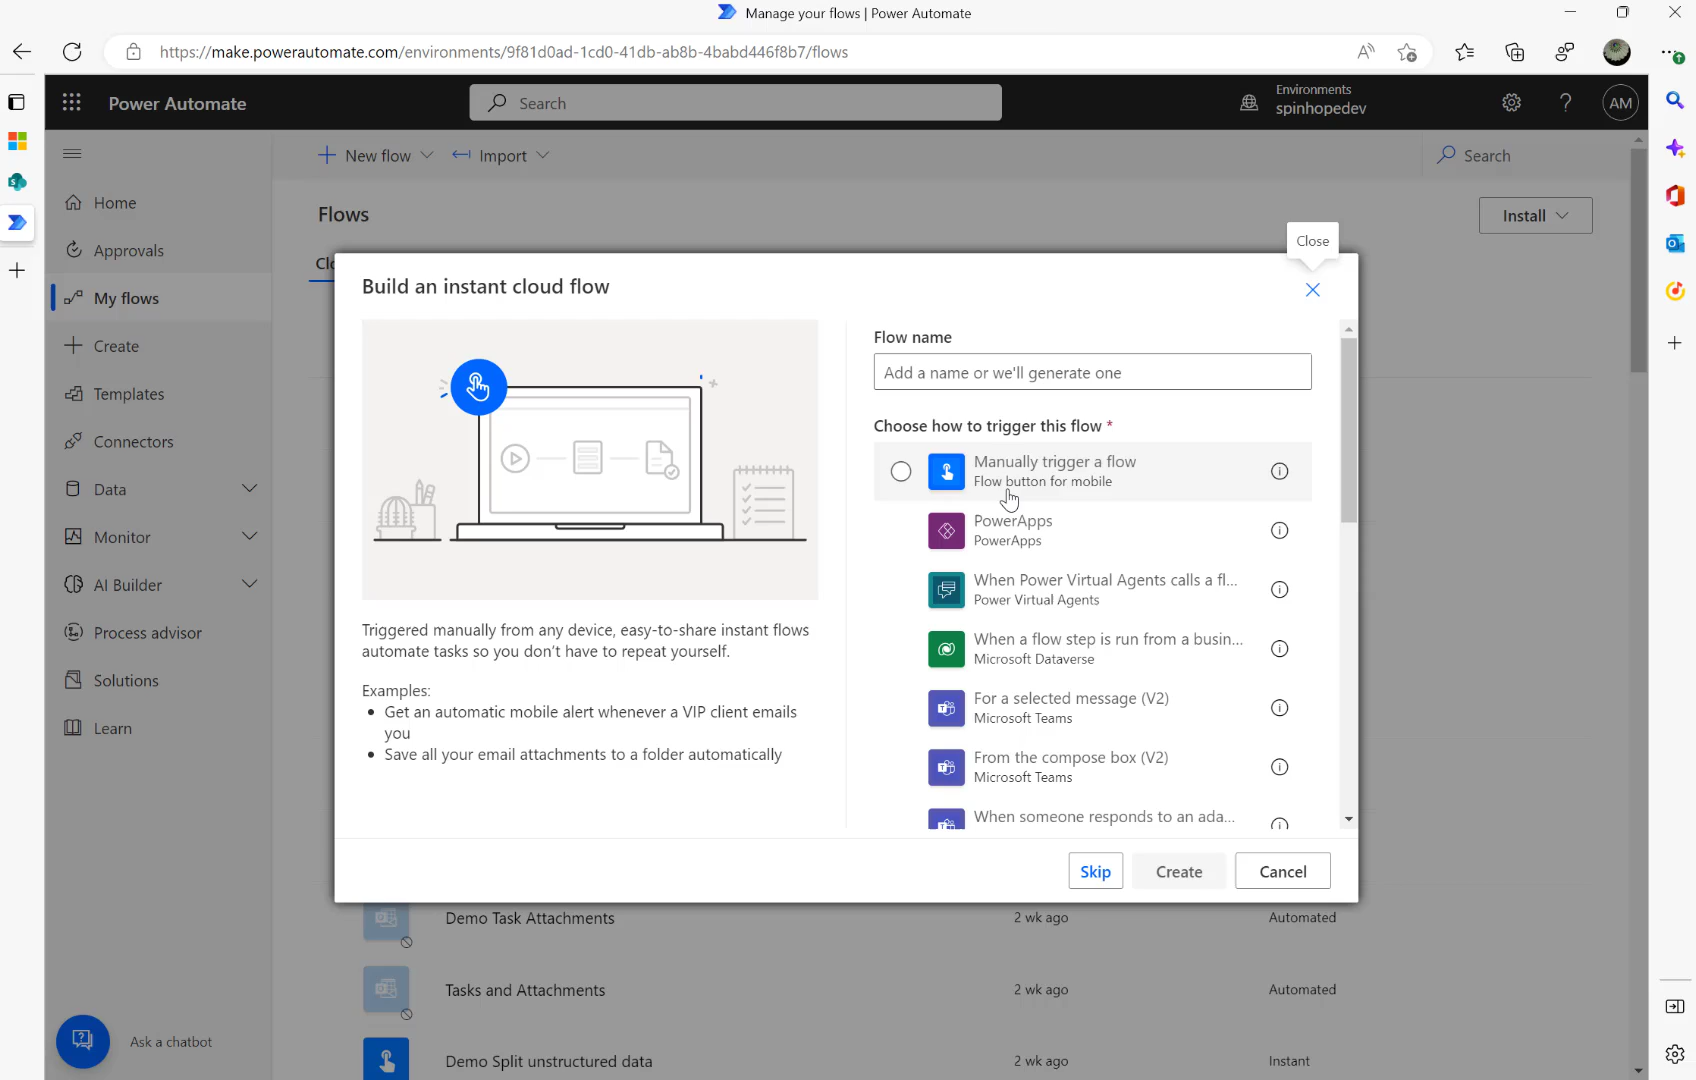 Manage your flows | Power Automate
https://make.powerautomate.com/environments/9f81d0ad-1cd0-41db-ab8b-4babd446f8b7/flows
Power Automate
Search
Environments
spinhopedev
AM
New flow
Import
Search
Home
Approvals
My flows
Create
Templates
Connectors
Data
Monitor
AI Builder
Process advisor
Solutions
Learn
Ask a chatbot
Flows
Install
Close
Build an instant cloud flow
Triggered manually from any device, easy-to-share instant flows
automate tasks so you don't have to repeat yourself.
Examples:
• Get an automatic mobile alert whenever a VIP client emails
you
• Save all your email attachments to a folder automatically
Flow name
Add a name or we'll generate one
Choose how to trigger this flow *
Manually trigger a flow
Flow button for mobile
PowerApps
PowerApps
When Power Virtual Agents calls a fl...
Power Virtual Agents
When a flow step is run from a busin...
Microsoft Dataverse
For a selected message (V2)
Microsoft Teams
From the compose box (V2)
Microsoft Teams
When someone responds to an ada...
Skip
Create
Cancel
Demo Task Attachments 2 wk ago Automated
Tasks and Attachments 2 wk ago Automated
Demo Split unstructured data 2 wk ago Instant